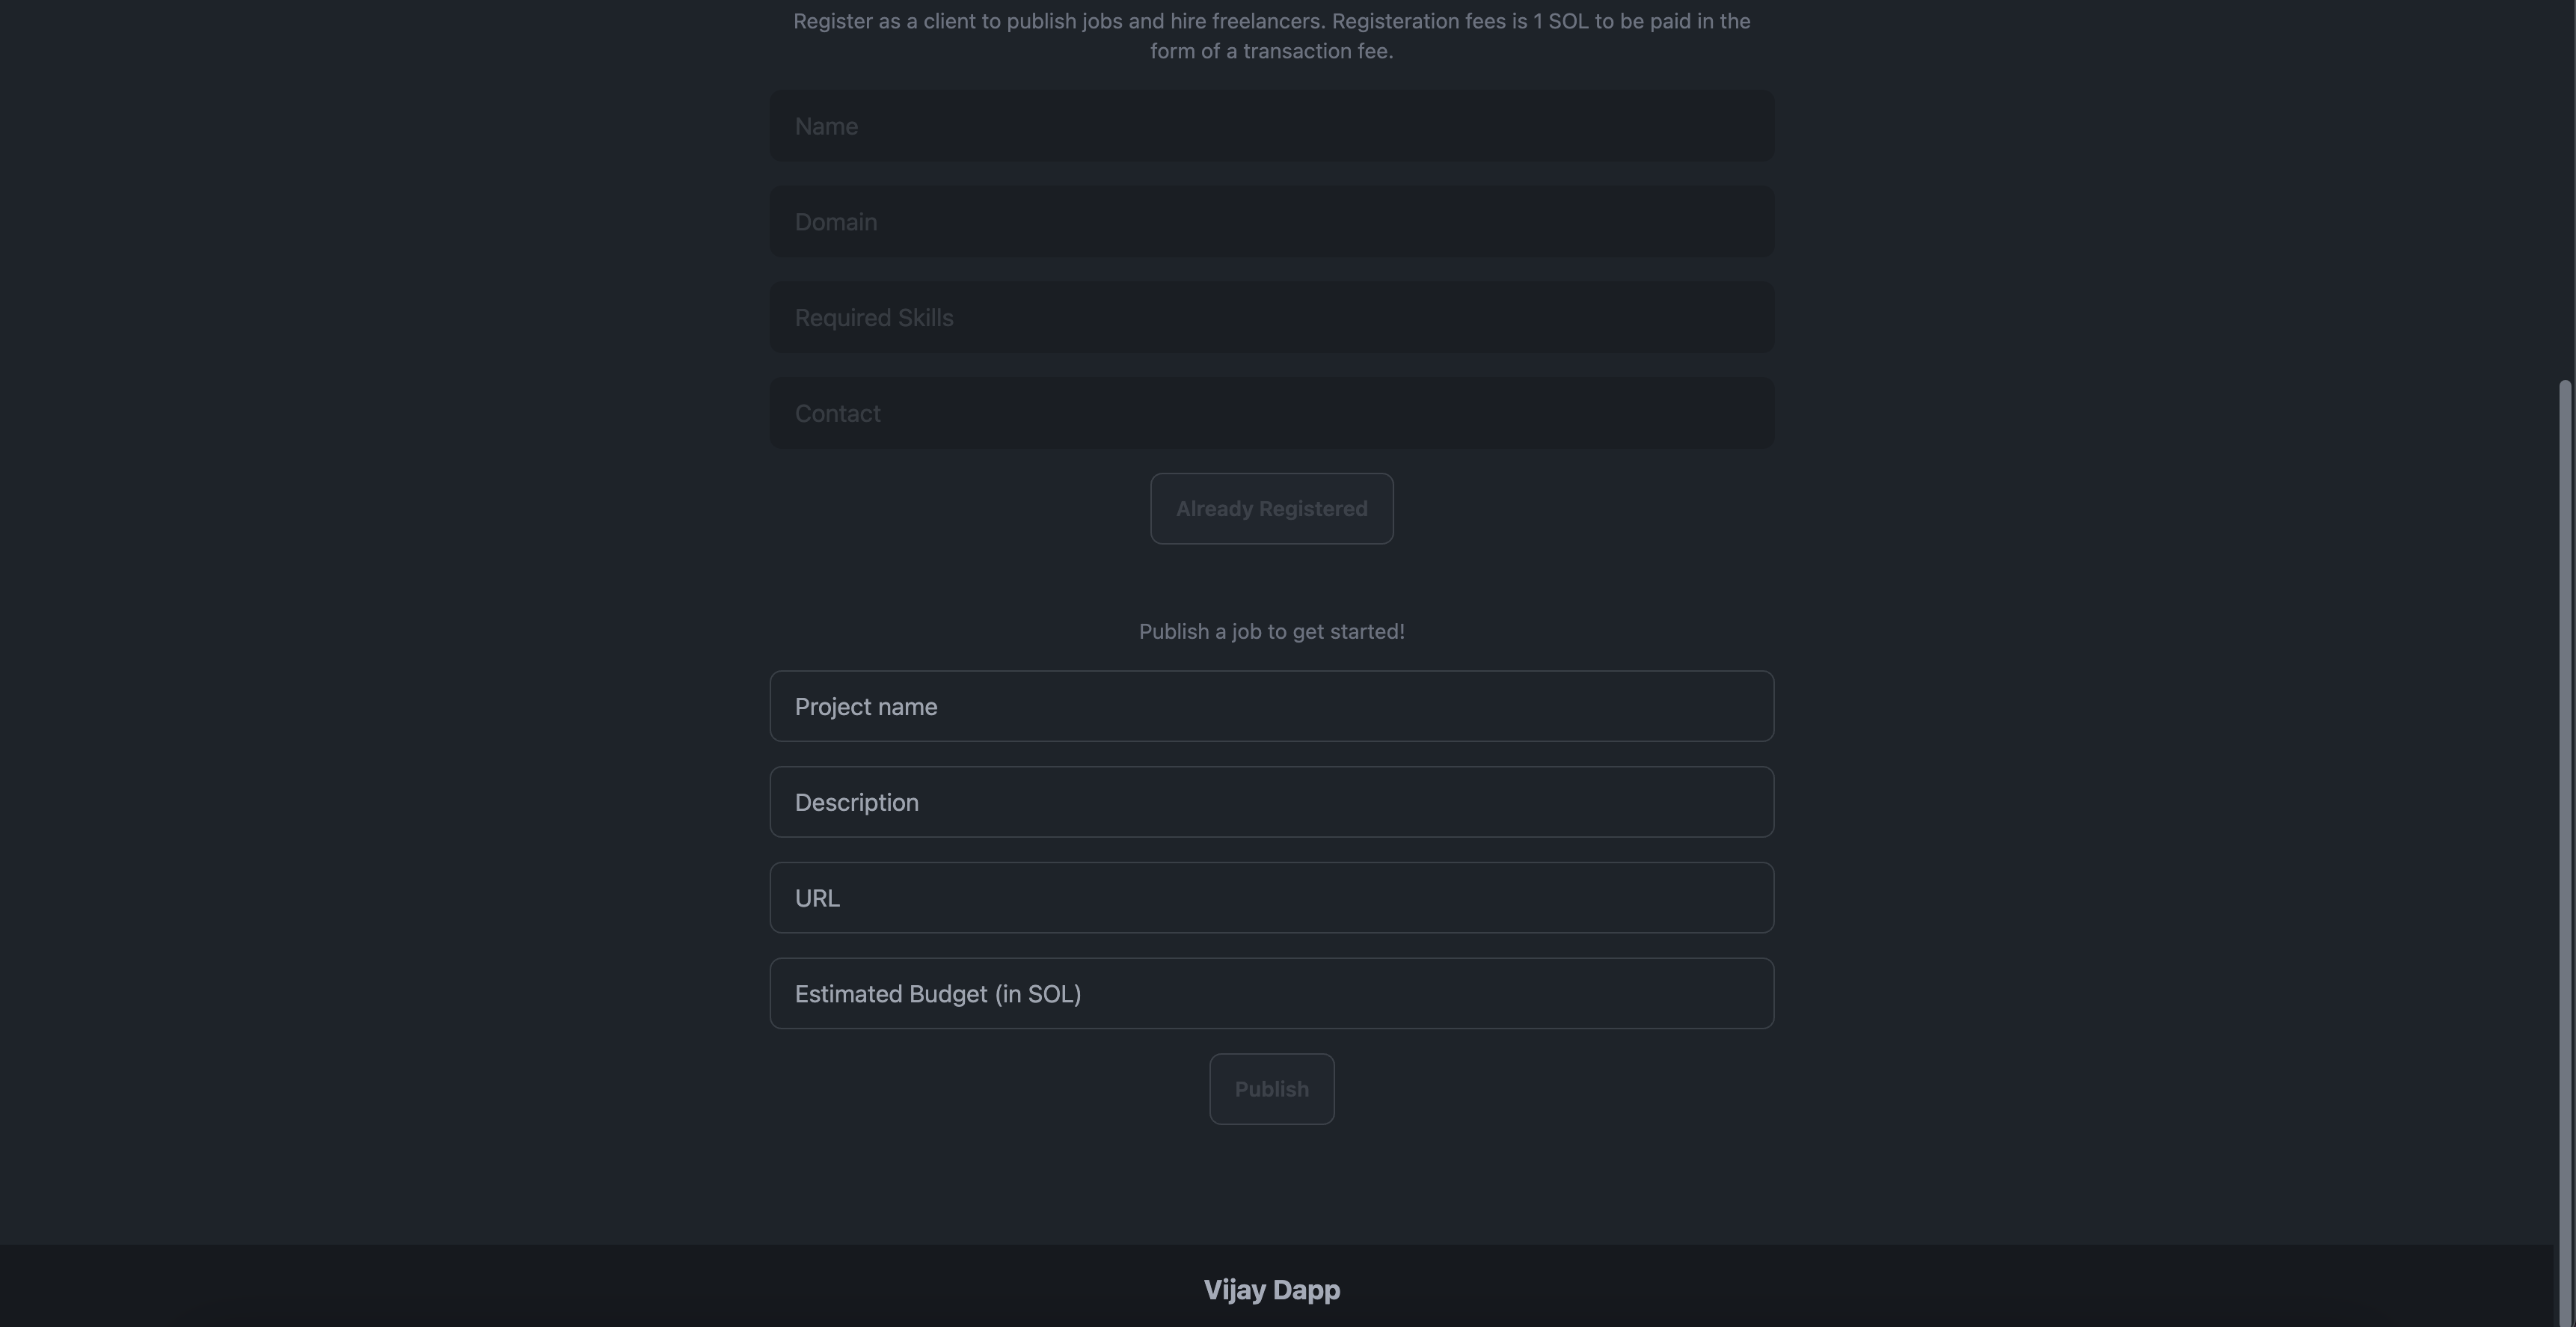 Register as a client to publish jobs and hire freelancers. Registeration fees is 1 SOL to be paid in the
form of a transaction fee.
Name
Domain
Required Skills
Contact
Already Registered
Publish a job to get started!
Project name
Description
URL
Estimated Budget (in SOL)
Publish
Vijay Dapp